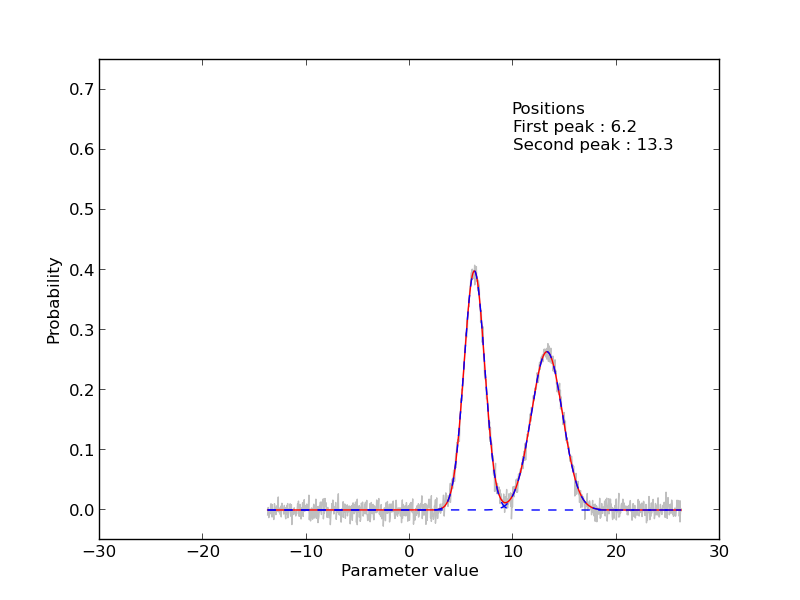 0.7
0.6
0.5
0.4
0.3
0.2
0.1
0.0
Probability
Positions
First peak : 6.2
Second peak : 13.3
−30 −20 −10 0 10 20 30
Parameter value